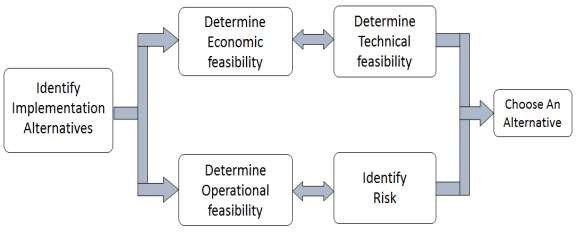 Identify
Implementation
Alternatives
Determine
Economic
feasibility
Determine
Technical
feasibility
Determine
Operational
feasibility
Identify
Risk
Choose An
Alternative